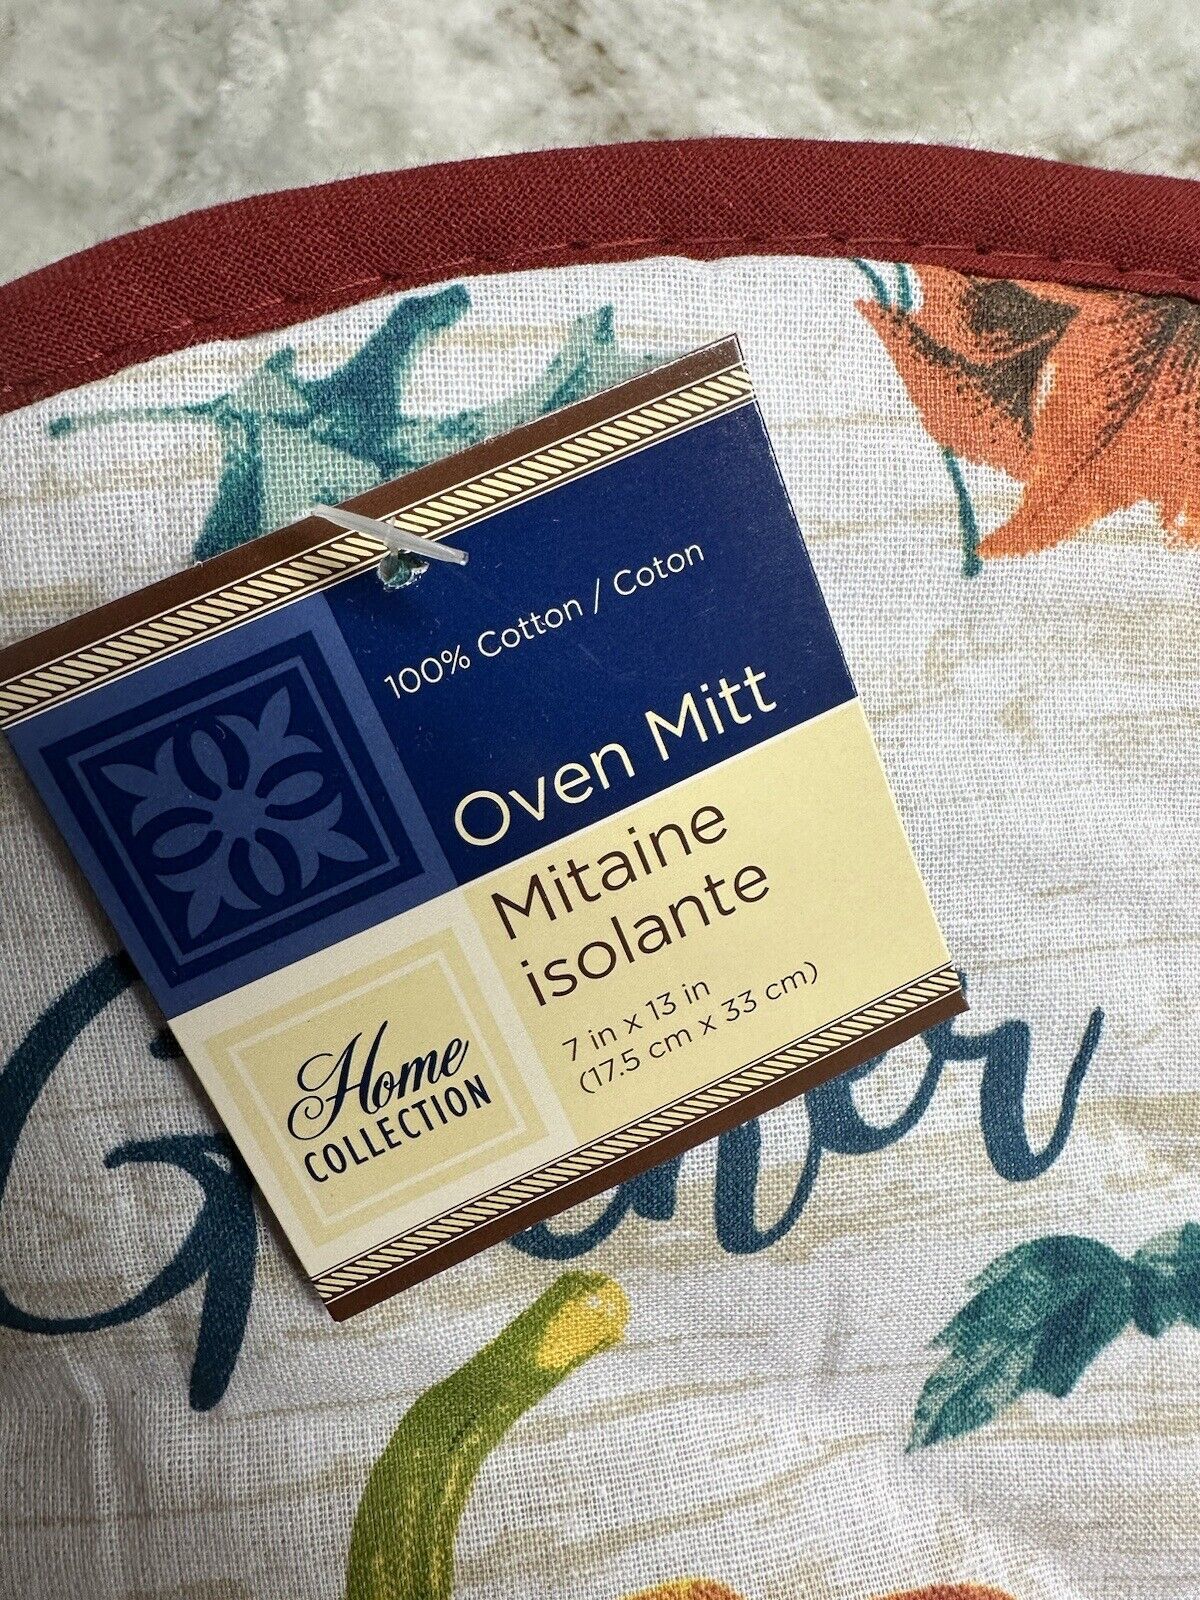 100% Cotton / Coton
Oven Mitt
Mitaine
isolante
7 in x 13 in
(17.5 cm x 33 cm)
Home
COLLECTION